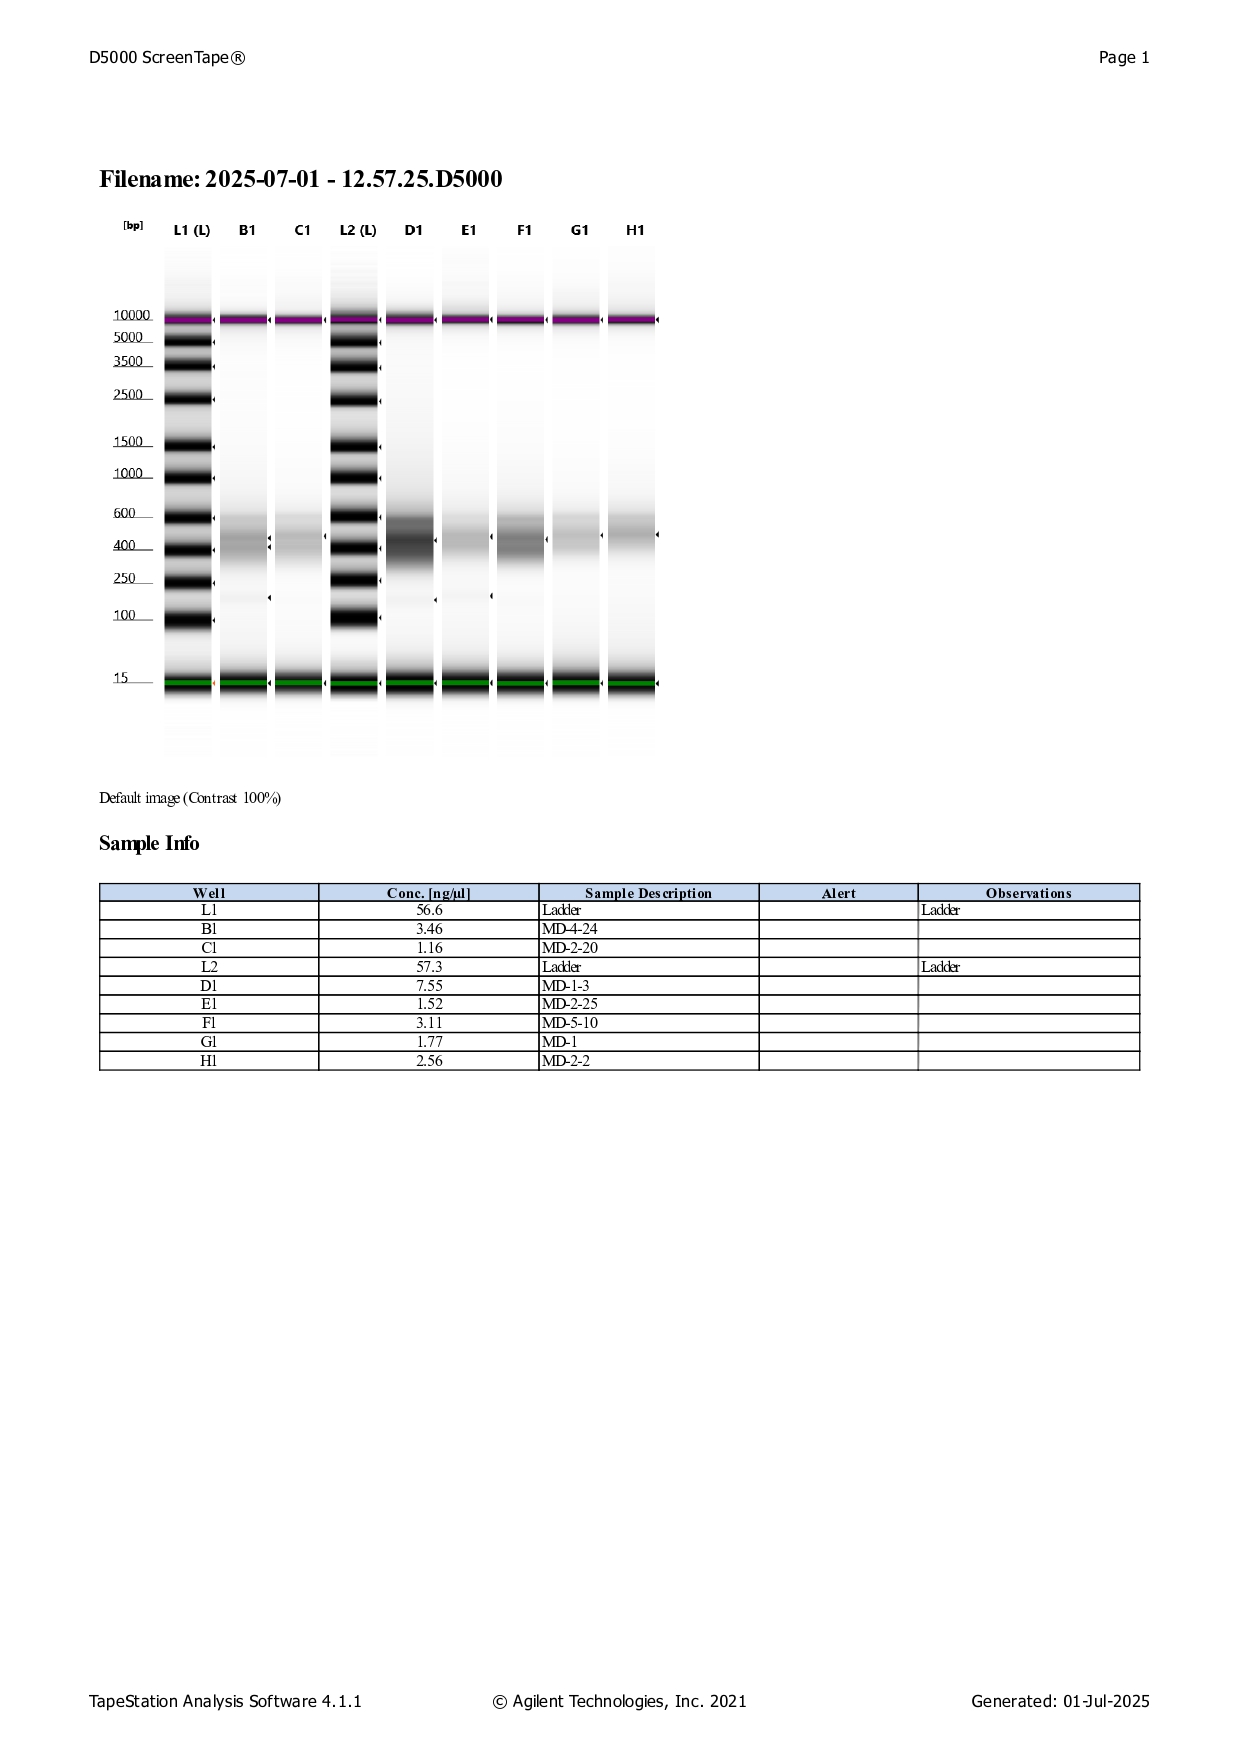 D5000 ScreenTape® Page 1
Filename: 2025-07-01 - 12.57.25.D5000
[bp] L1 (L) B1 C1 L2 (L) D1 E1 F1 G1 H1
10000
5000
3500
2500
1500
1000
600
400
250
100
15
Default image (Contrast 100%)
Sample Info
Well Conc. [ng/µl] Sample Description Alert Observations
L1 56.6 Ladder Ladder
B1 3.46 MD-4-24
C1 1.16 MD-2-20
L2 57.3 Ladder Ladder
D1 7.55 MD-1-3
E1 1.52 MD-2-25
F1 3.11 MD-5-10
G1 1.77 MD-1
H1 2.56 MD-2-2
TapeStation Analysis Software 4.1.1 © Agilent Technologies, Inc. 2021 Generated: 01-Jul-2025